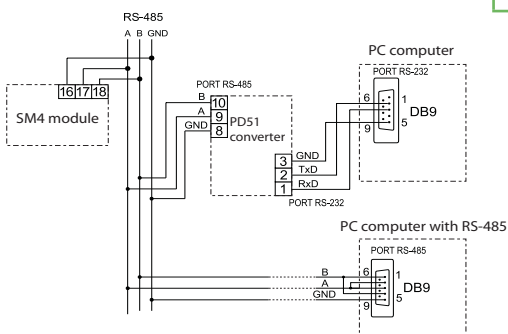 RS-485
A B GND
16 17 18
SM4 module
PORT RS-485
B 10
A 9
GND 8
PD51
converter
3 GND
2 TxD
1 RxD
PORT RS-232
PC computer
PORT RS-232
6 1
DB9
9 5
PC computer with RS-485
PORT RS-485
B 6 1
A DB9
GND 9 5